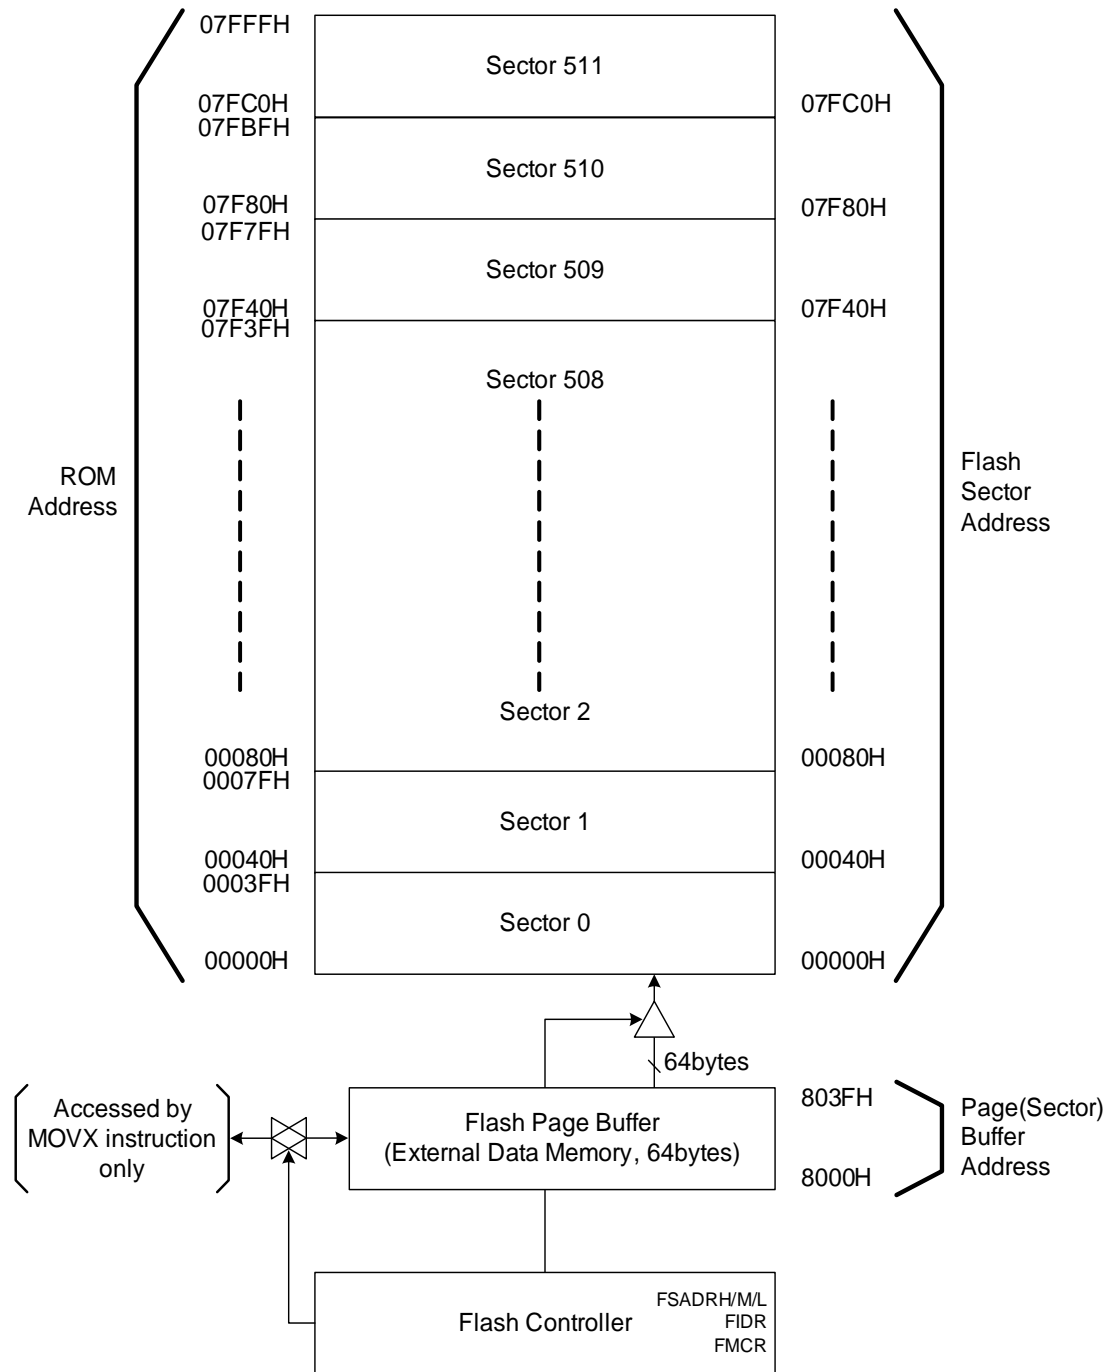 07FFFH
Sector 511
07FC0H
07FC0H
07FBFH
Sector 510
07F80H
07F80H
07F7FH
Sector 509
07F40H
07F40H
07F3FH
Sector 508
ROM
Address
Flash
Sector
Address
Sector 2
00080H
00080H
0007FH
Sector 1
00040H
00040H
0003FH
Sector 0
00000H
00000H
64bytes
Accessed by
MOVX instruction
only
Flash Page Buffer
(External Data Memory, 64bytes)
803FH
8000H
Page(Sector)
Buffer
Address
Flash Controller
FSADRH/M/L
FIDR
FMCR